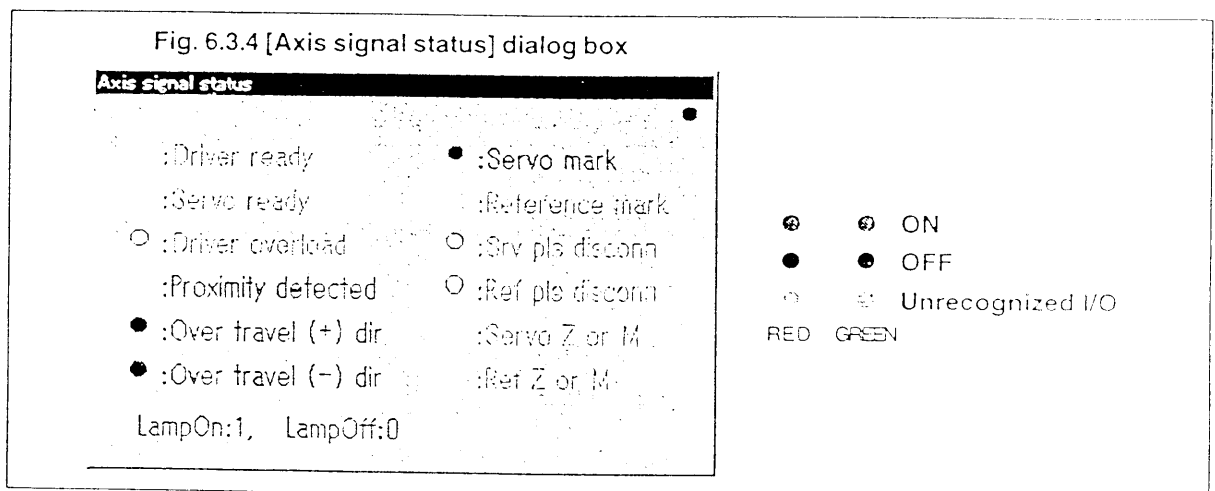 Fig. 6.3.4 [Axis signal status] dialog box
Axis signal status
:Driver ready
:Servo mark
:Servo ready
:Reference mark
:Driver overload
:Srv pls disconn
:Proximity detected
:Ref pls disconn
:Over travel (+) dir
:Servo Z or M
:Over travel (-) dir
:Ref Z or M
LampOn:1, LampOff:0
ON
OFF
Unrecognized I/O
RED GREEN